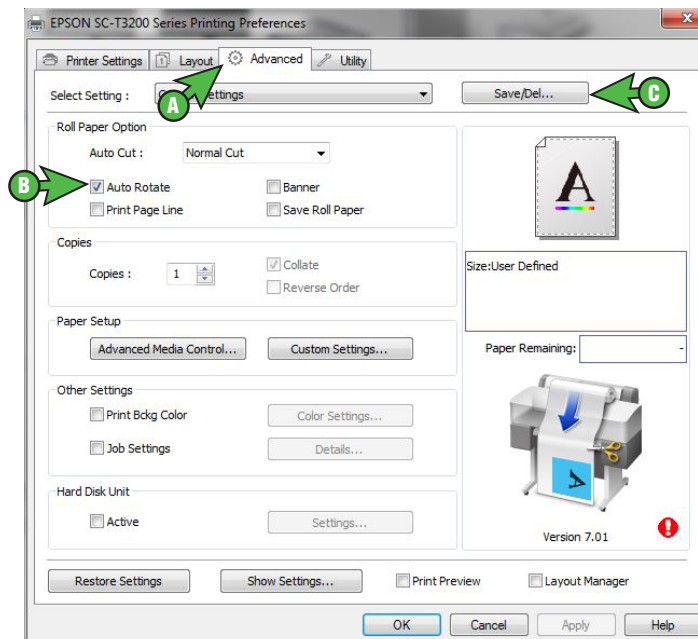 EPSON SC-T3200 Series Printing Preferences
Printer Settings
1
Layout
Advanced
Utility
A
Select Setting :
ettings
Save/Del...
C
Roll Paper Option
Auto Cut :
Normal Cut
B
Auto Rotate
Banner
Print Page Line
Save Roll Paper
A
Copies
Copies :
1
Collate
Reverse Order
Size:User Defined
Paper Setup
Advanced Media Control...
Custom Settings...
Paper Remaining:
-
Other Settings
Print Bckg Color
Color Settings...
Job Settings
Details...
A
Hard Disk Unit
Active
Settings...
Version 7.01
Restore Settings
Show Settings...
Print Preview
Layout Manager
OK
Cancel
Apply
Help